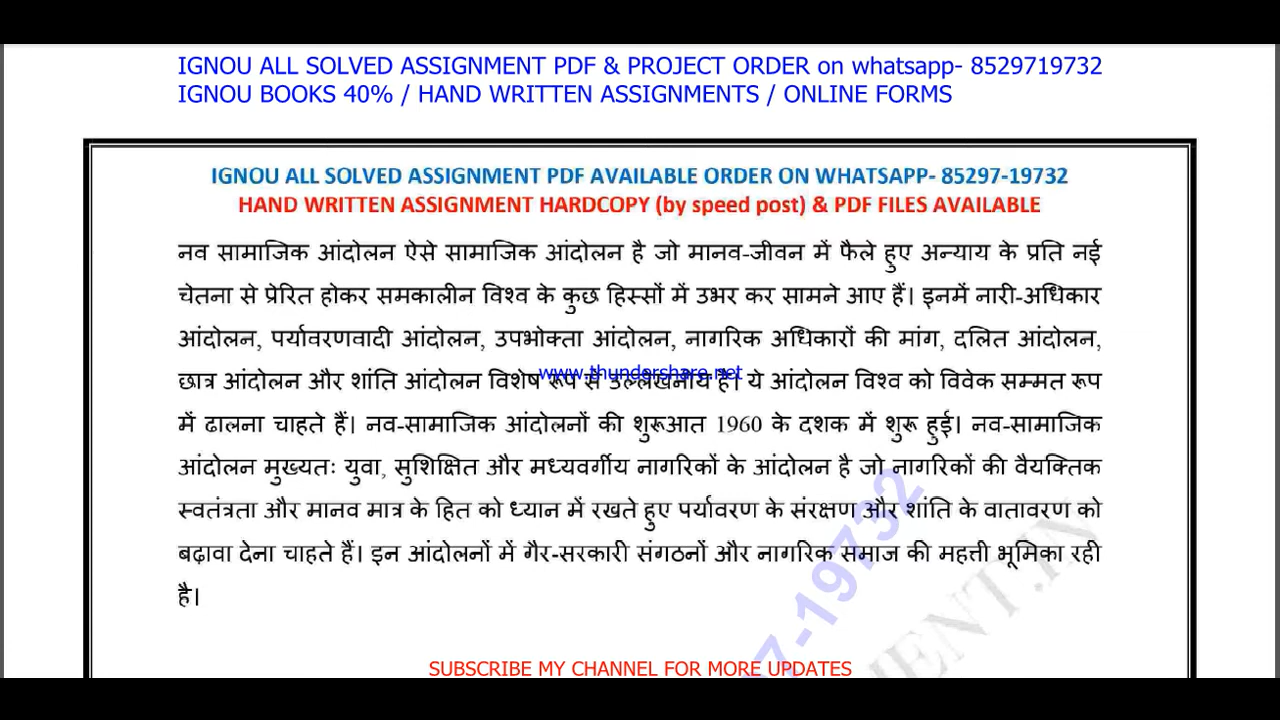 IGNOU ALL SOLVED ASSIGNMENT PDF & PROJECT ORDER on whatsapp- 8529719732
IGNOU BOOKS 40% / HAND WRITTEN ASSIGNMENTS / ONLINE FORMS
IGNOU ALL SOLVED ASSIGNMENT PDF AVAILABLE ORDER ON WHATSAPP- 85297-19732
HAND WRITTEN ASSIGNMENT HARDCOPY (by speed post) & PDF FILES AVAILABLE
नव सामाजिक आंदोलन ऐसे सामाजिक आंदोलन है जो मानव-जीवन में फैले हुए अन्याय के प्रति नई
चेतना से प्रेरित होकर समकालीन विश्व के कुछ हिस्सों में उभर कर सामने आए हैं। इनमें नारी-अधिकार
आंदोलन, पर्यावरणवादी आंदोलन, उपभोक्ता आंदोलन, नागरिक अधिकारों की मांग, दलित आंदोलन,
www.thundershare.net
छात्र आंदोलन और शांति आंदोलन विशेष रूप से उल्लेखनीय है। ये आंदोलन विश्व को विवेक सम्मत रूप
में ढालना चाहते हैं। नव-सामाजिक आंदोलनों की शुरूआत 1960 के दशक में शुरू हुई। नव-सामाजिक
आंदोलन मुख्यतः युवा, सुशिक्षित और मध्यवर्गीय नागरिकों के आंदोलन है जो नागरिकों की वैयक्तिक
स्वतंत्रता और मानव मात्र के हित को ध्यान में रखते हुए पर्यावरण के संरक्षण और शांति के वातावरण को
बढ़ावा देना चाहते हैं। इन आंदोलनों में गैर-सरकारी संगठनों और नागरिक समाज की महत्ती भूमिका रही
है।
7-19732
MENT.IN
SUBSCRIBE MY CHANNEL FOR MORE UPDATES